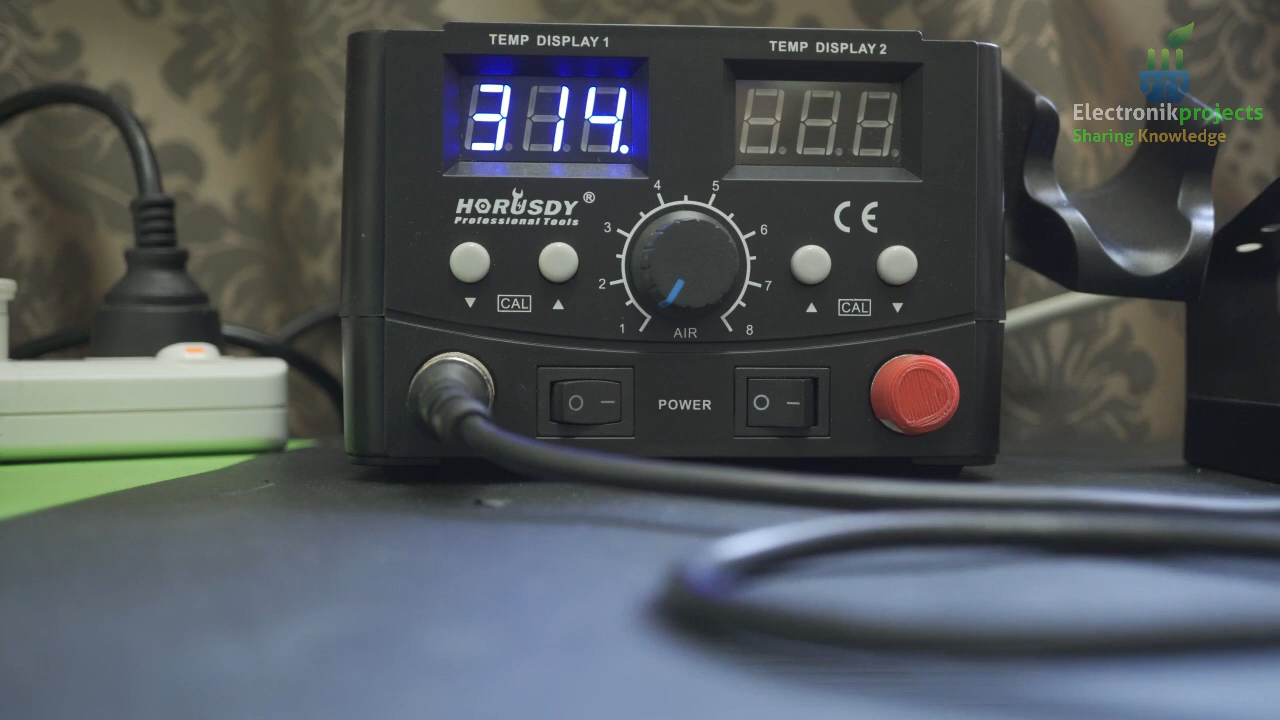 TEMP DISPLAY 1
TEMP DISPLAY 2
314.
Electronikprojects
Sharing Knowledge
HORUSDY ®
Professional Tools
CE
1 2 3 4 5 6 7 8
AIR
▼ CAL ▲
▲ CAL ▼
O —
POWER
O —